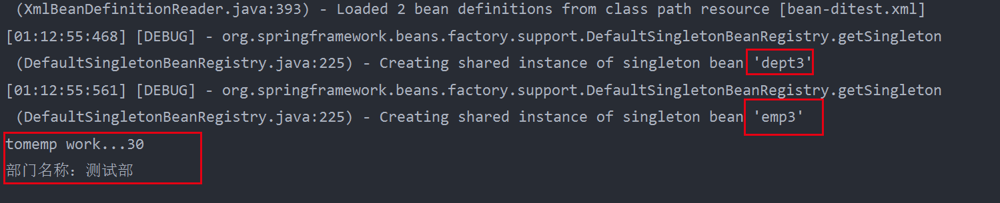 (XmlBeanDefinitionReader.java:393) - Loaded 2 bean definitions from class path resource [bean-ditest.xml]
[01:12:55:468] [DEBUG] - org.springframework.beans.factory.support.DefaultSingletonBeanRegistry.getSingleton
(DefaultSingletonBeanRegistry.java:225) - Creating shared instance of singleton bean 'dept3'
[01:12:55:561] [DEBUG] - org.springframework.beans.factory.support.DefaultSingletonBeanRegistry.getSingleton
(DefaultSingletonBeanRegistry.java:225) - Creating shared instance of singleton bean 'emp3'
tomemp work...30
部门名称：测试部